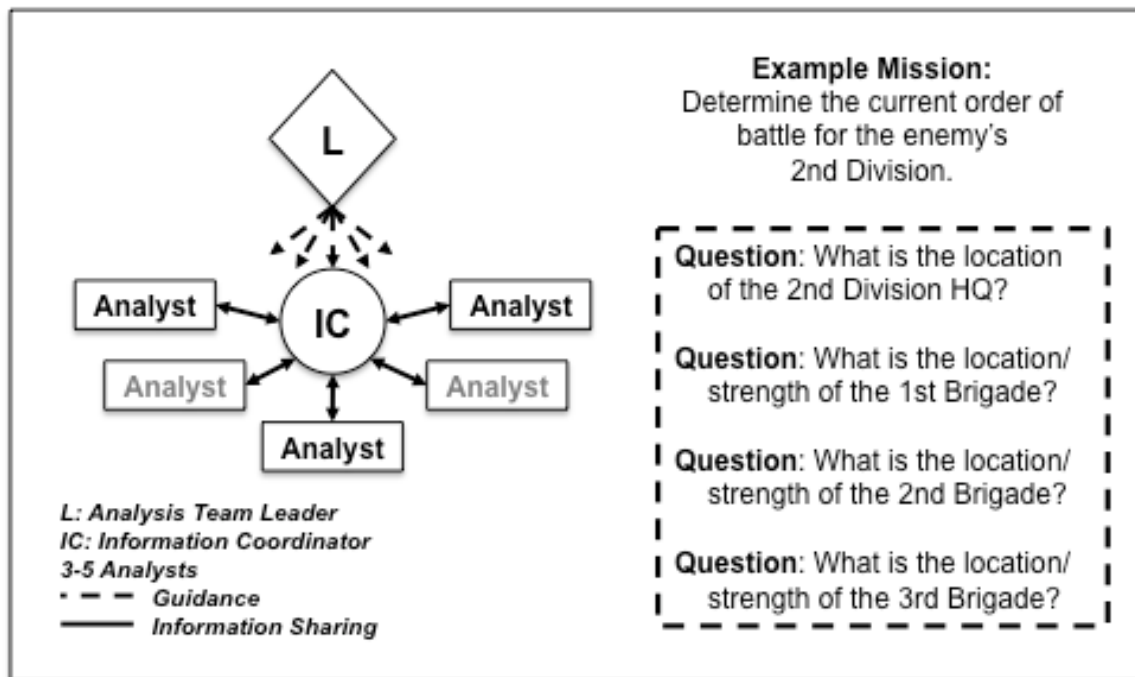 L
IC
Analyst
Analyst
Analyst
Analyst
Analyst
L: Analysis Team Leader
IC: Information Coordinator
3-5 Analysts
Guidance
Information Sharing
Example Mission:
Determine the current order of
battle for the enemy's
2nd Division.
Question: What is the location
of the 2nd Division HQ?
Question: What is the location/
strength of the 1st Brigade?
Question: What is the location/
strength of the 2nd Brigade?
Question: What is the location/
strength of the 3rd Brigade?